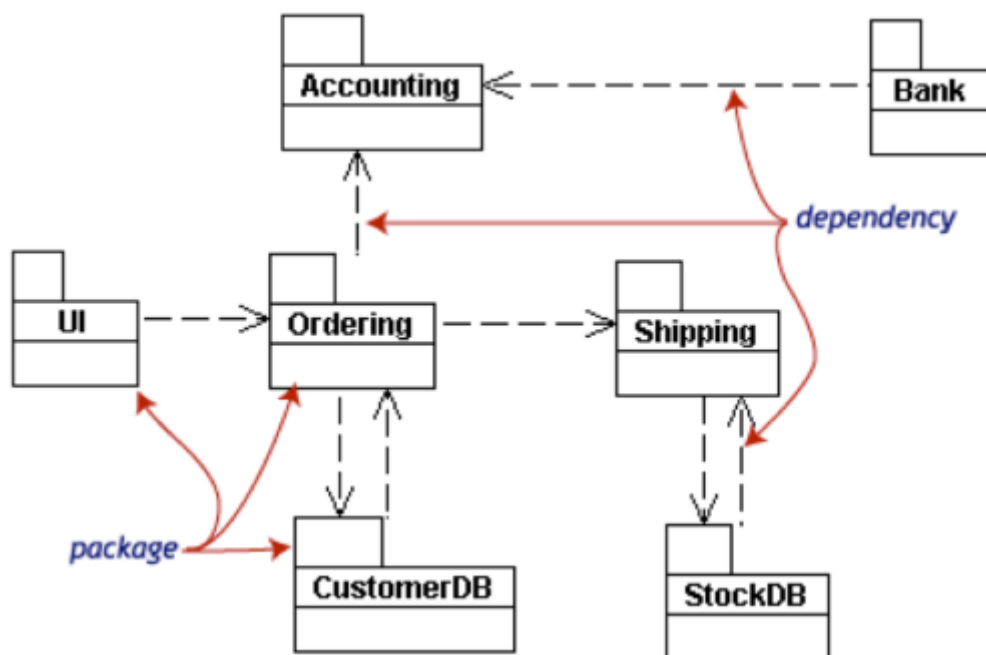 Accounting
Bank
dependency
UI
Ordering
Shipping
package
CustomerDB
StockDB